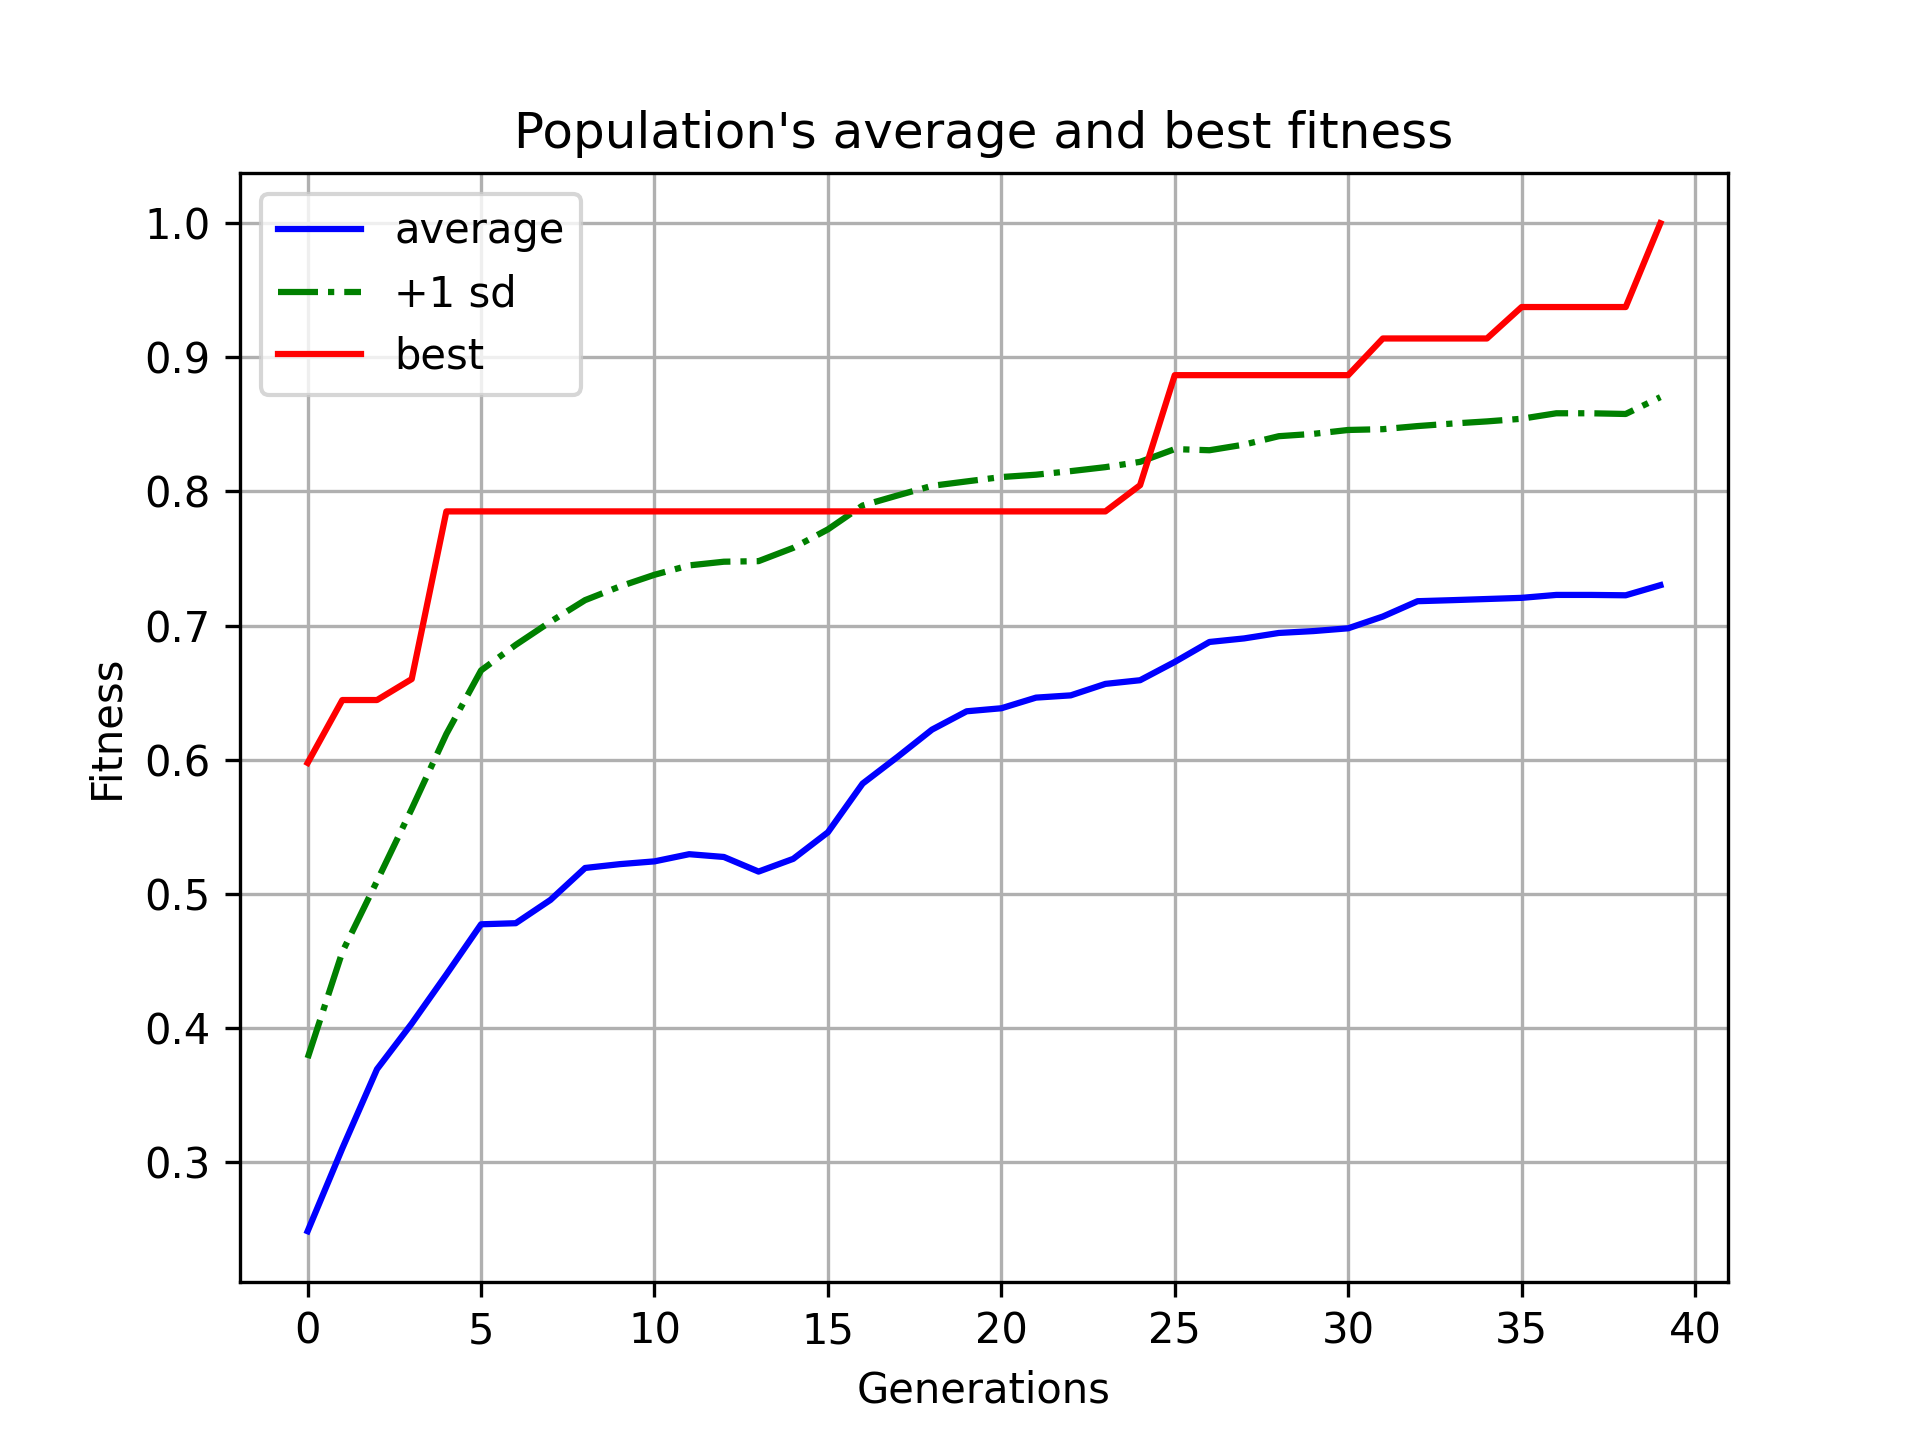 Population's average and best fitness
average
+1 sd
best
1.0
0.9
0.8
0.7
0.6
0.5
0.4
0.3
Fitness
0 5 10 15 20 25 30 35 40
Generations